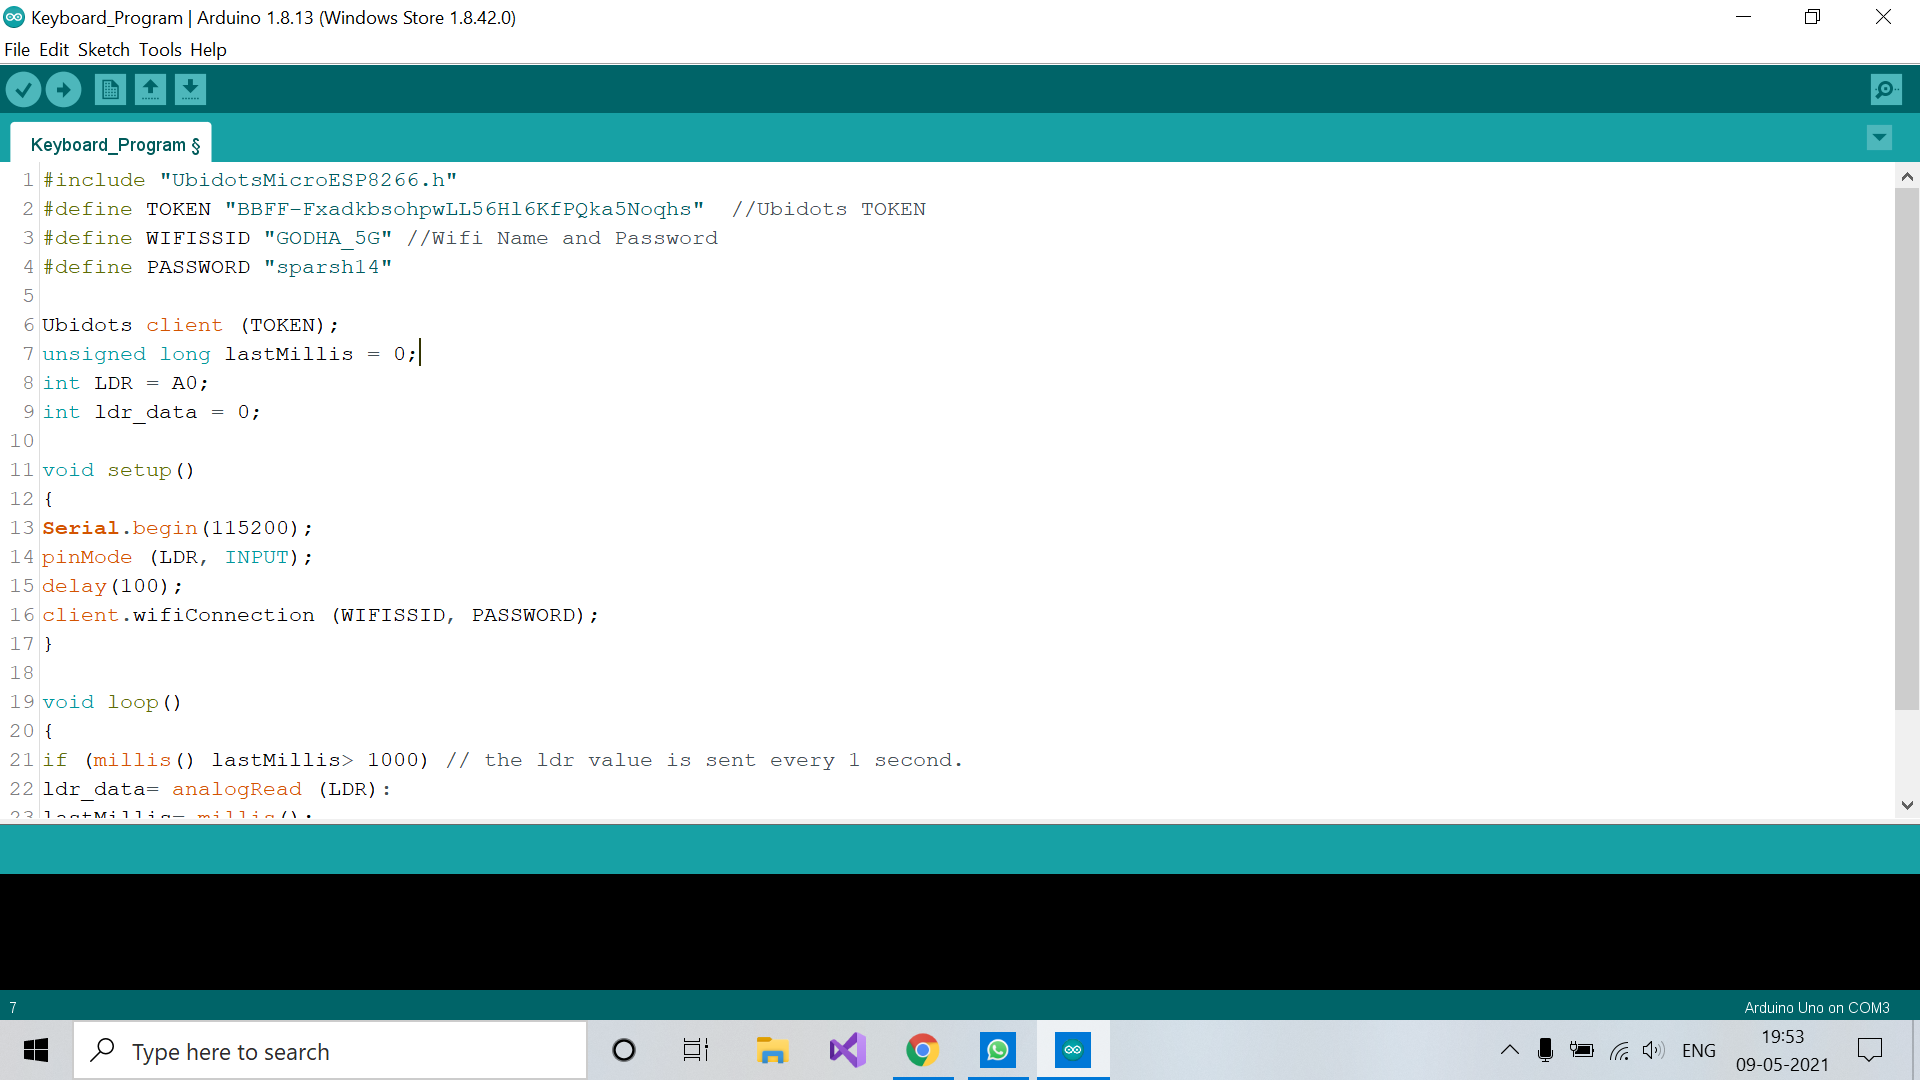 Keyboard_Program | Arduino 1.8.13 (Windows Store 1.8.42.0)
File Edit Sketch Tools Help
Keyboard_Program §
1 #include "UbidotsMicroESP8266.h"
2 #define TOKEN "BBFF-FxadkbsohpwLL56Hl6KfPQka5Noqhs" //Ubidots TOKEN
3 #define WIFISSID "GODHA_5G" //Wifi Name and Password
4 #define PASSWORD "sparsh14"
5
6 Ubidots client (TOKEN);
7 unsigned long lastMillis = 0;
8 int LDR = A0;
9 int ldr_data = 0;
10
11 void setup()
12 {
13 Serial.begin(115200);
14 pinMode (LDR, INPUT);
15 delay(100);
16 client.wifiConnection (WIFISSID, PASSWORD);
17 }
18
19 void loop()
20 {
21 if (millis() lastMillis> 1000) // the ldr value is sent every 1 second.
22 ldr_data= analogRead (LDR):
23 lastMillis= millis();
7
Arduino Uno on COM3
Type here to search
ENG
19:53
09-05-2021